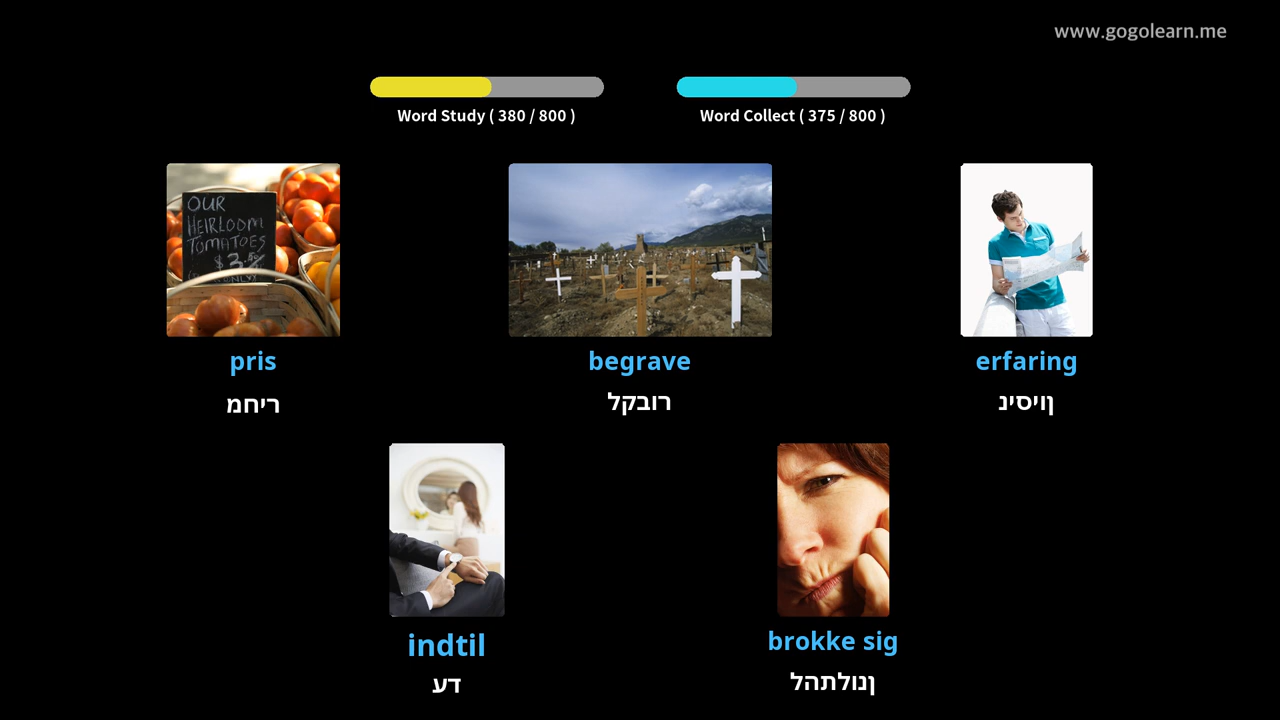 www.gogolearn.me
Word Study ( 380 / 800 )
Word Collect ( 375 / 800 )
OUR
HEIRLOOM
TOMATOES
pris
ריחמ
begrave
רובקל
erfaring
ןויסינ
indtil
דע
brokke sig
ןנולתהל